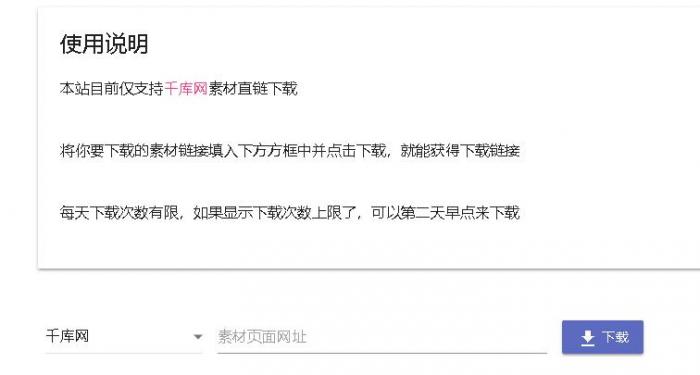 使用说明
本站目前仅支持千库网素材直链下载
将你要下载的素材链接填入下方方框中并点击下载，就能获得下载链接
每天下载次数有限，如果显示下载次数上限了，可以第二天早点来下载
千库网 素材页面网址 下载